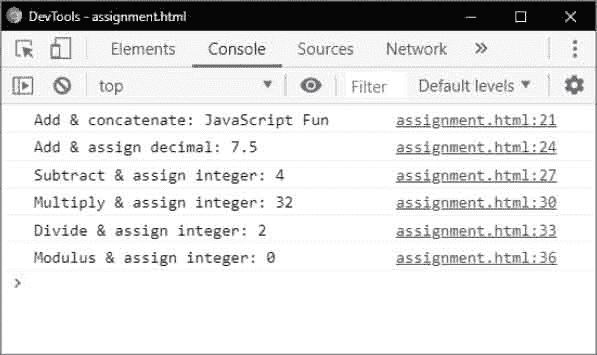 DevTools - assignment.html
Elements Console Sources Network »
top Filter Default levels
Add & concatenate: JavaScript Fun assignment.html:21
Add & assign decimal: 7.5 assignment.html:24
Subtract & assign integer: 4 assignment.html:27
Multiply & assign integer: 32 assignment.html:30
Divide & assign integer: 2 assignment.html:33
Modulus & assign integer: 0 assignment.html:36
>